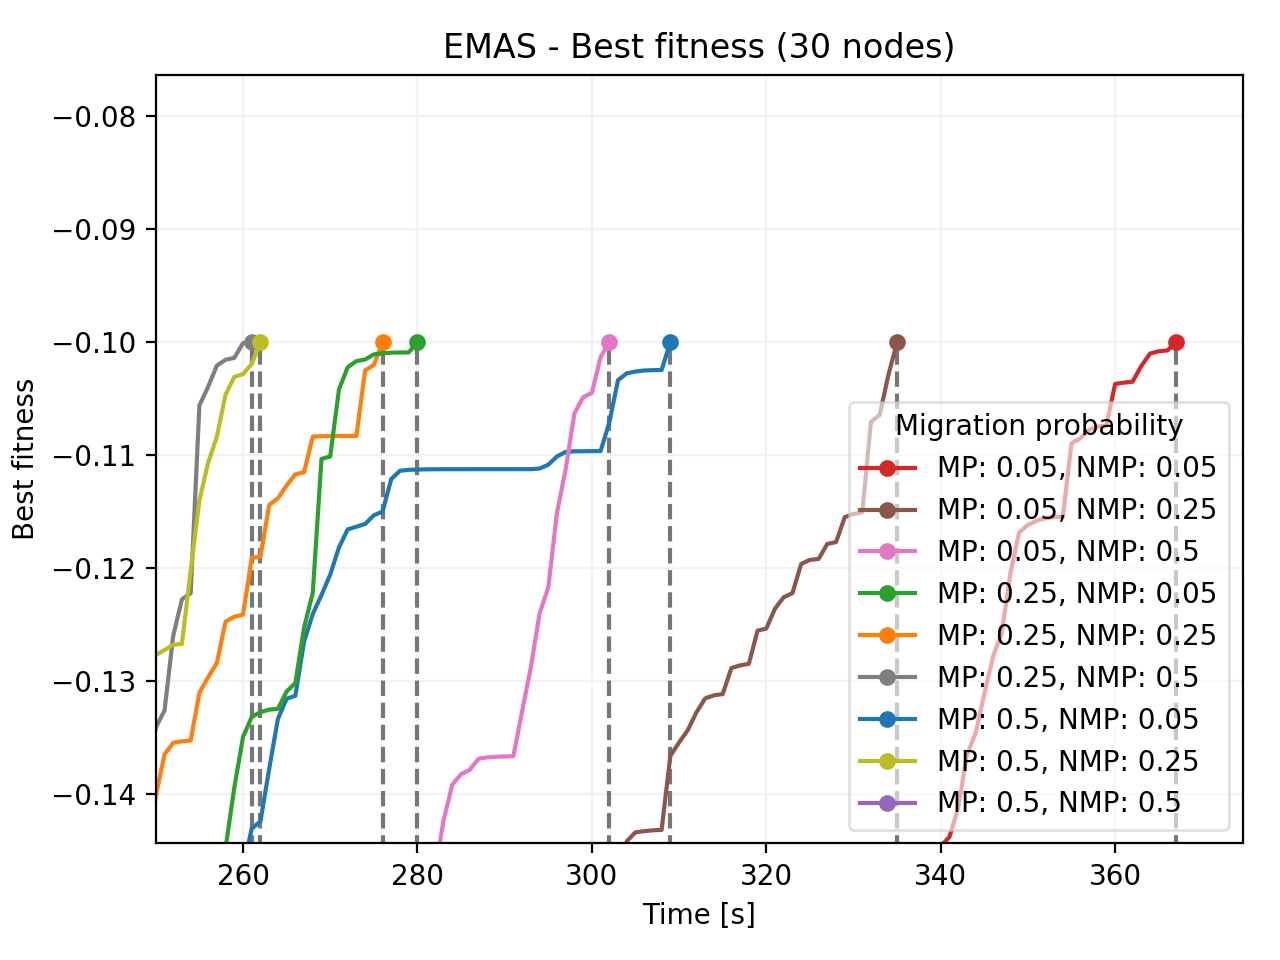 EMAS - Best fitness (30 nodes)
−0.08
−0.09
−0.10
−0.11
−0.12
−0.13
−0.14
Best fitness
Migration probability
MP: 0.05, NMP: 0.05
MP: 0.05, NMP: 0.25
MP: 0.05, NMP: 0.5
MP: 0.25, NMP: 0.05
MP: 0.25, NMP: 0.25
MP: 0.25, NMP: 0.5
MP: 0.5, NMP: 0.05
MP: 0.5, NMP: 0.25
MP: 0.5, NMP: 0.5
260 280 300 320 340 360
Time [s]